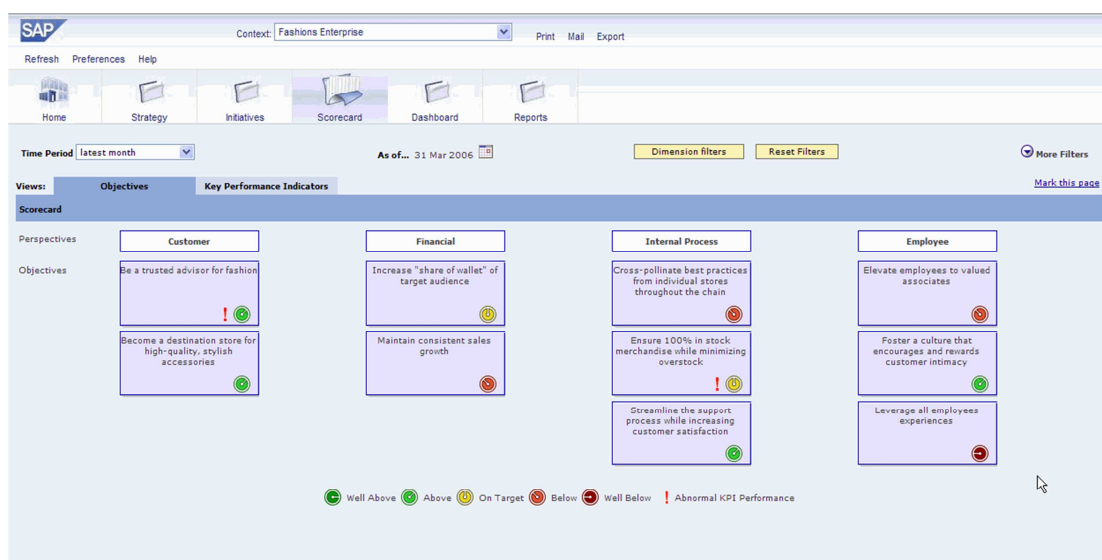 SAP
Context: Fashions Enterprise
Print Mail Export
Refresh Preferences Help
Home Strategy Initiatives Scorecard Dashboard Reports
Time Period latest month
As of... 31 Mar 2006
Dimension filters Reset Filters
More Filters
Views: Objectives Key Performance Indicators
Mark this page
Scorecard
Perspectives
Customer
Financial
Internal Process
Employee
Objectives
Be a trusted advisor for fashion
!
Become a destination store for
high-quality, stylish
accessories
Increase "share of wallet" of
target audience
Maintain consistent sales
growth
Cross-pollinate best practices
from individual stores
throughout the chain
Ensure 100% in stock
merchandise while minimizing
overstock
!
Streamline the support
process while increasing
customer satisfaction
Elevate employees to valued
associates
Foster a culture that
encourages and rewards
customer intimacy
Leverage all employees
experiences
Well Above Above On Target Below Well Below ! Abnormal KPI Performance